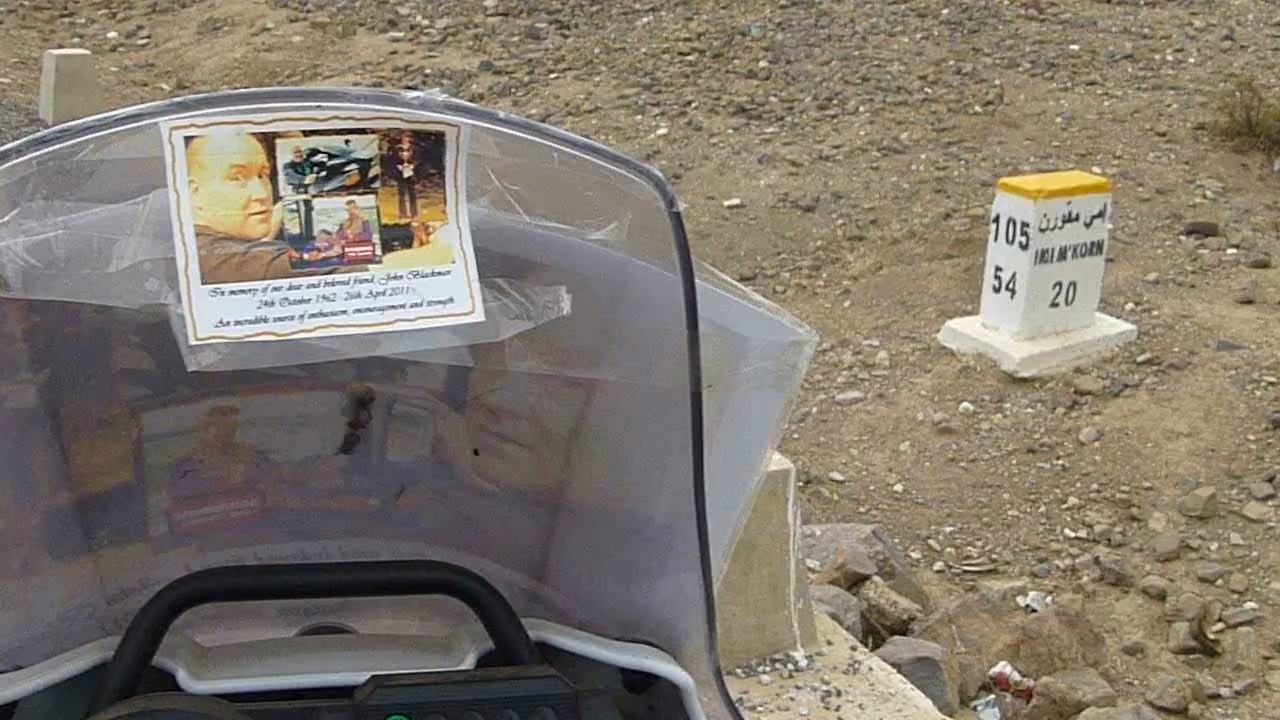 In memory of our dear and beloved friend, John Blackman
24th October 1962 - 26th April 2011
An incredible source of enthusiasm, encouragement and strength
105
54
إمي مقورن
IMI M'KORN
20